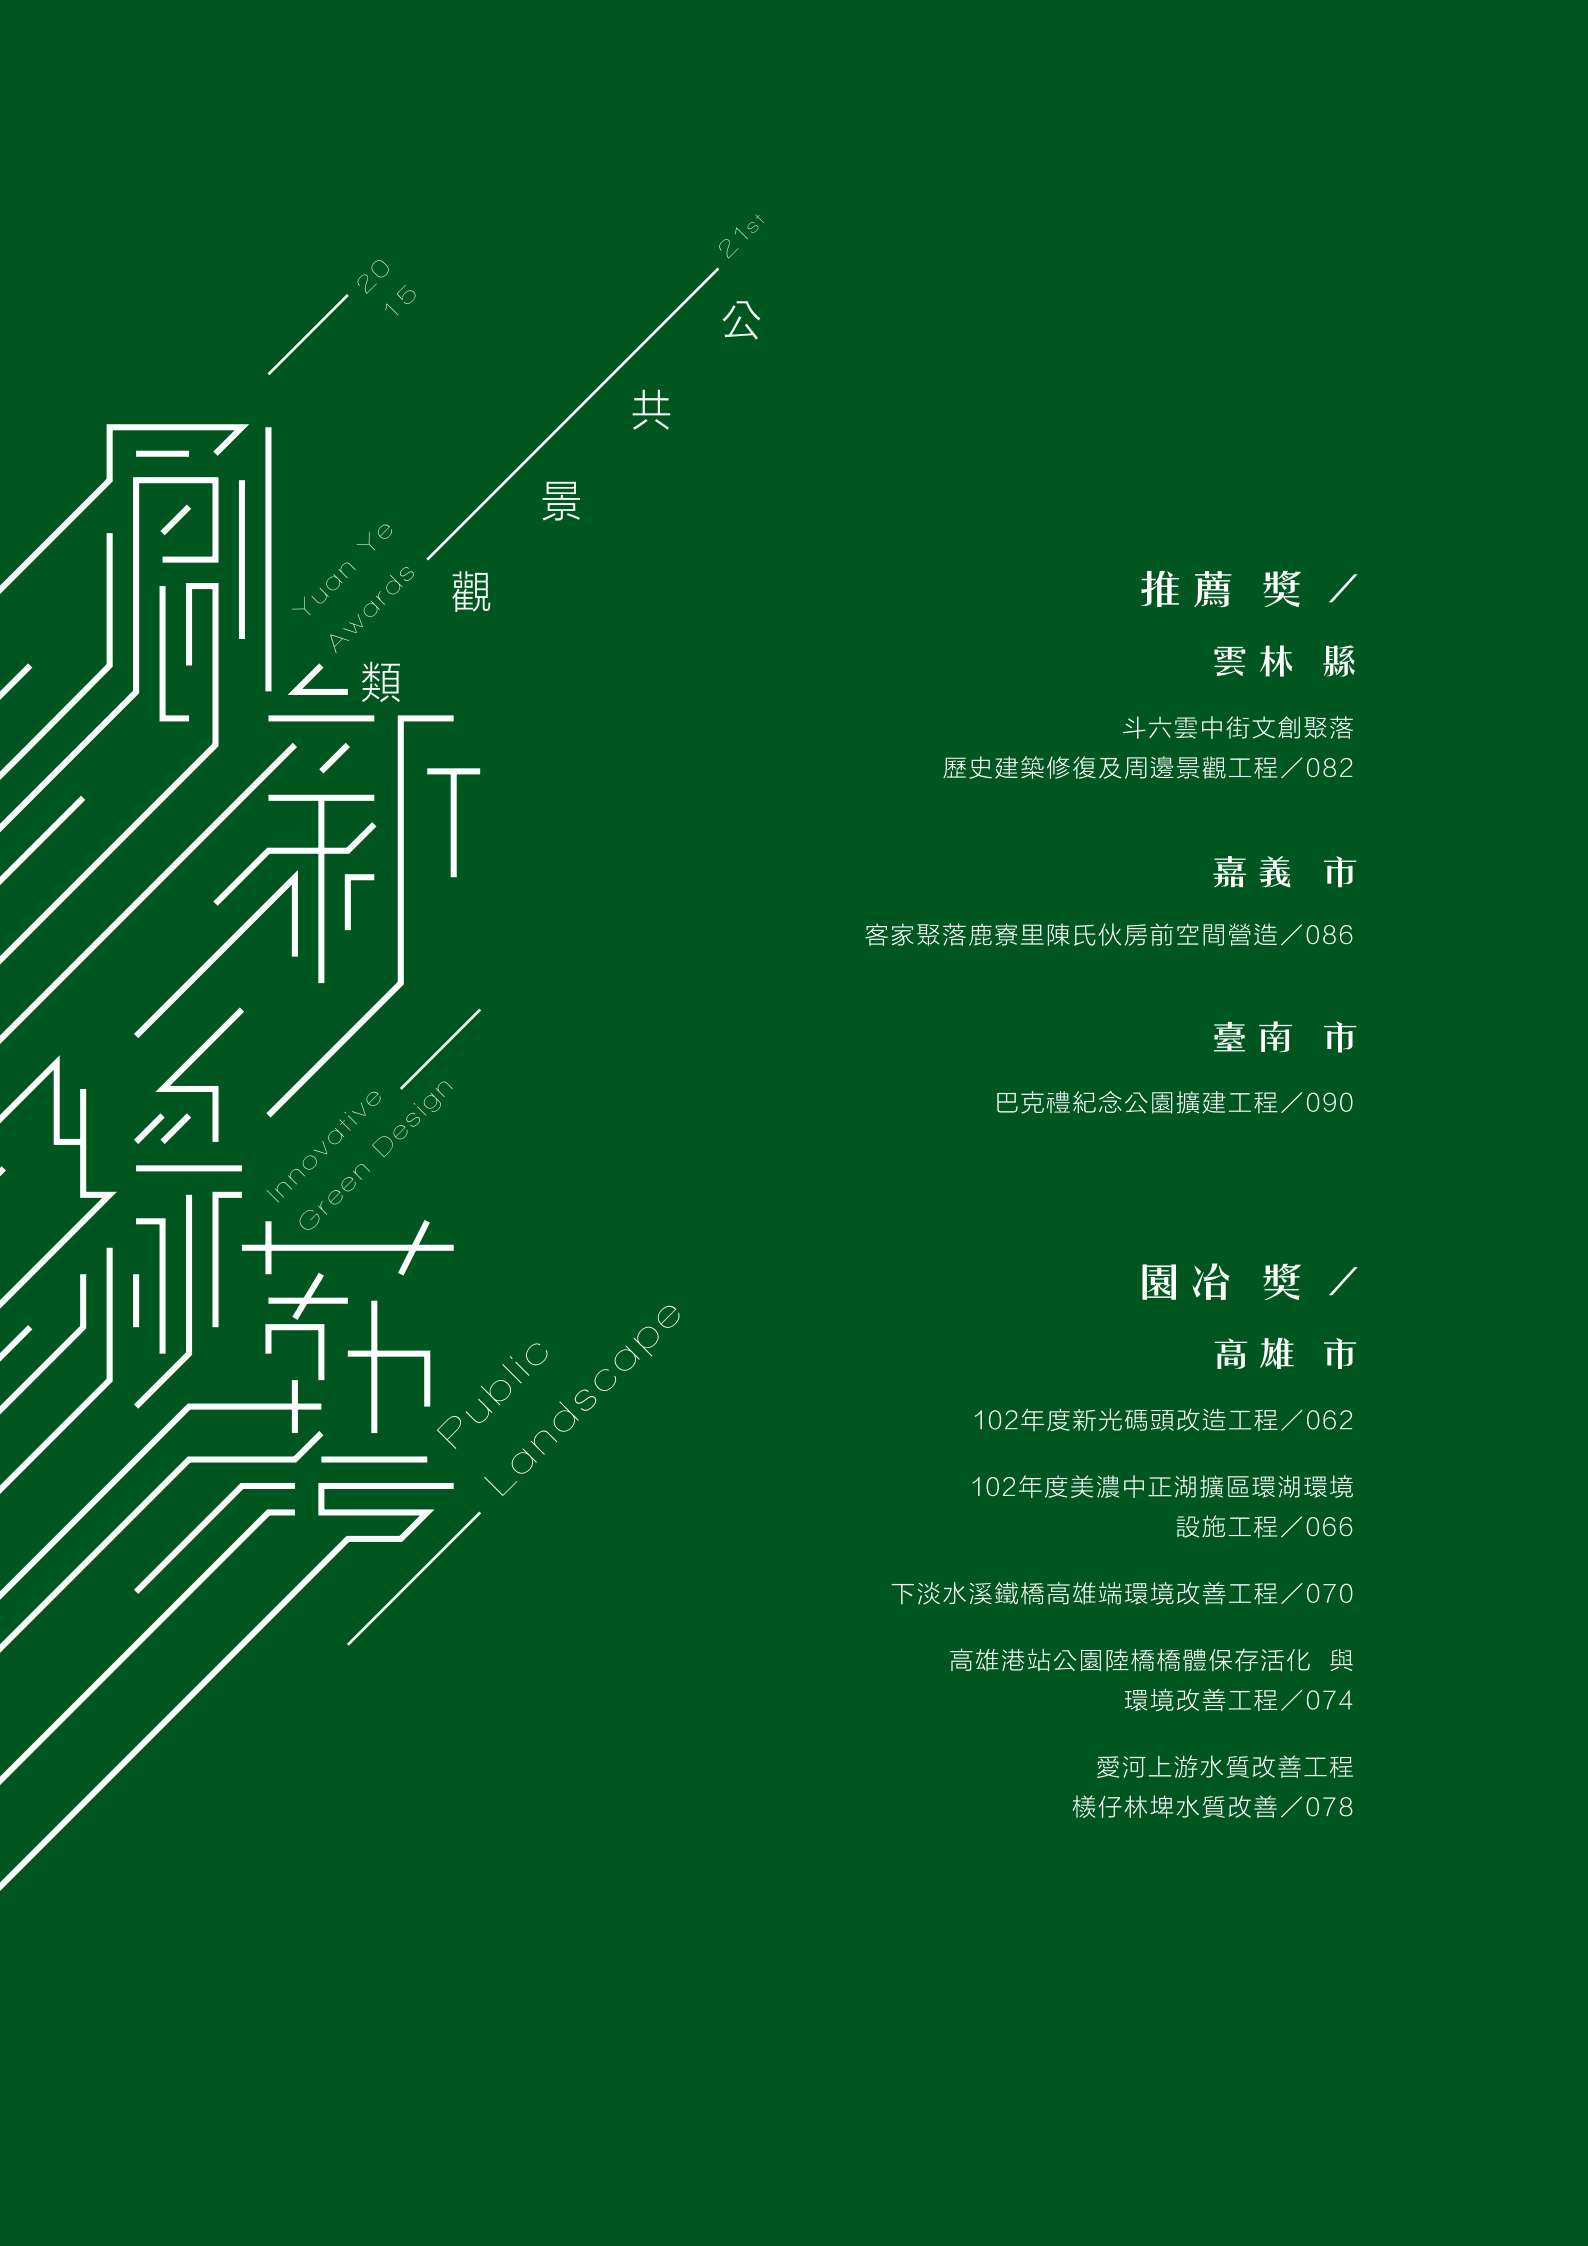 20
15
21st
公共景觀類
Yuan Ye
Awards
創新
綠動
Innovative
Green Design
Public
Landscape
推薦獎／
雲林縣
斗六雲中街文創聚落
歷史建築修復及周邊景觀工程／082
嘉義市
客家聚落鹿寮里陳氏伙房前空間營造／086
臺南市
巴克禮紀念公園擴建工程／090
園冶獎／
高雄市
102年度新光碼頭改造工程／062
102年度美濃中正湖擴區環湖環境
設施工程／066
下淡水溪鐵橋高雄端環境改善工程／070
高雄港站公園陸橋橋體保存活化 與
環境改善工程／074
愛河上游水質改善工程
檨仔林埤水質改善／078